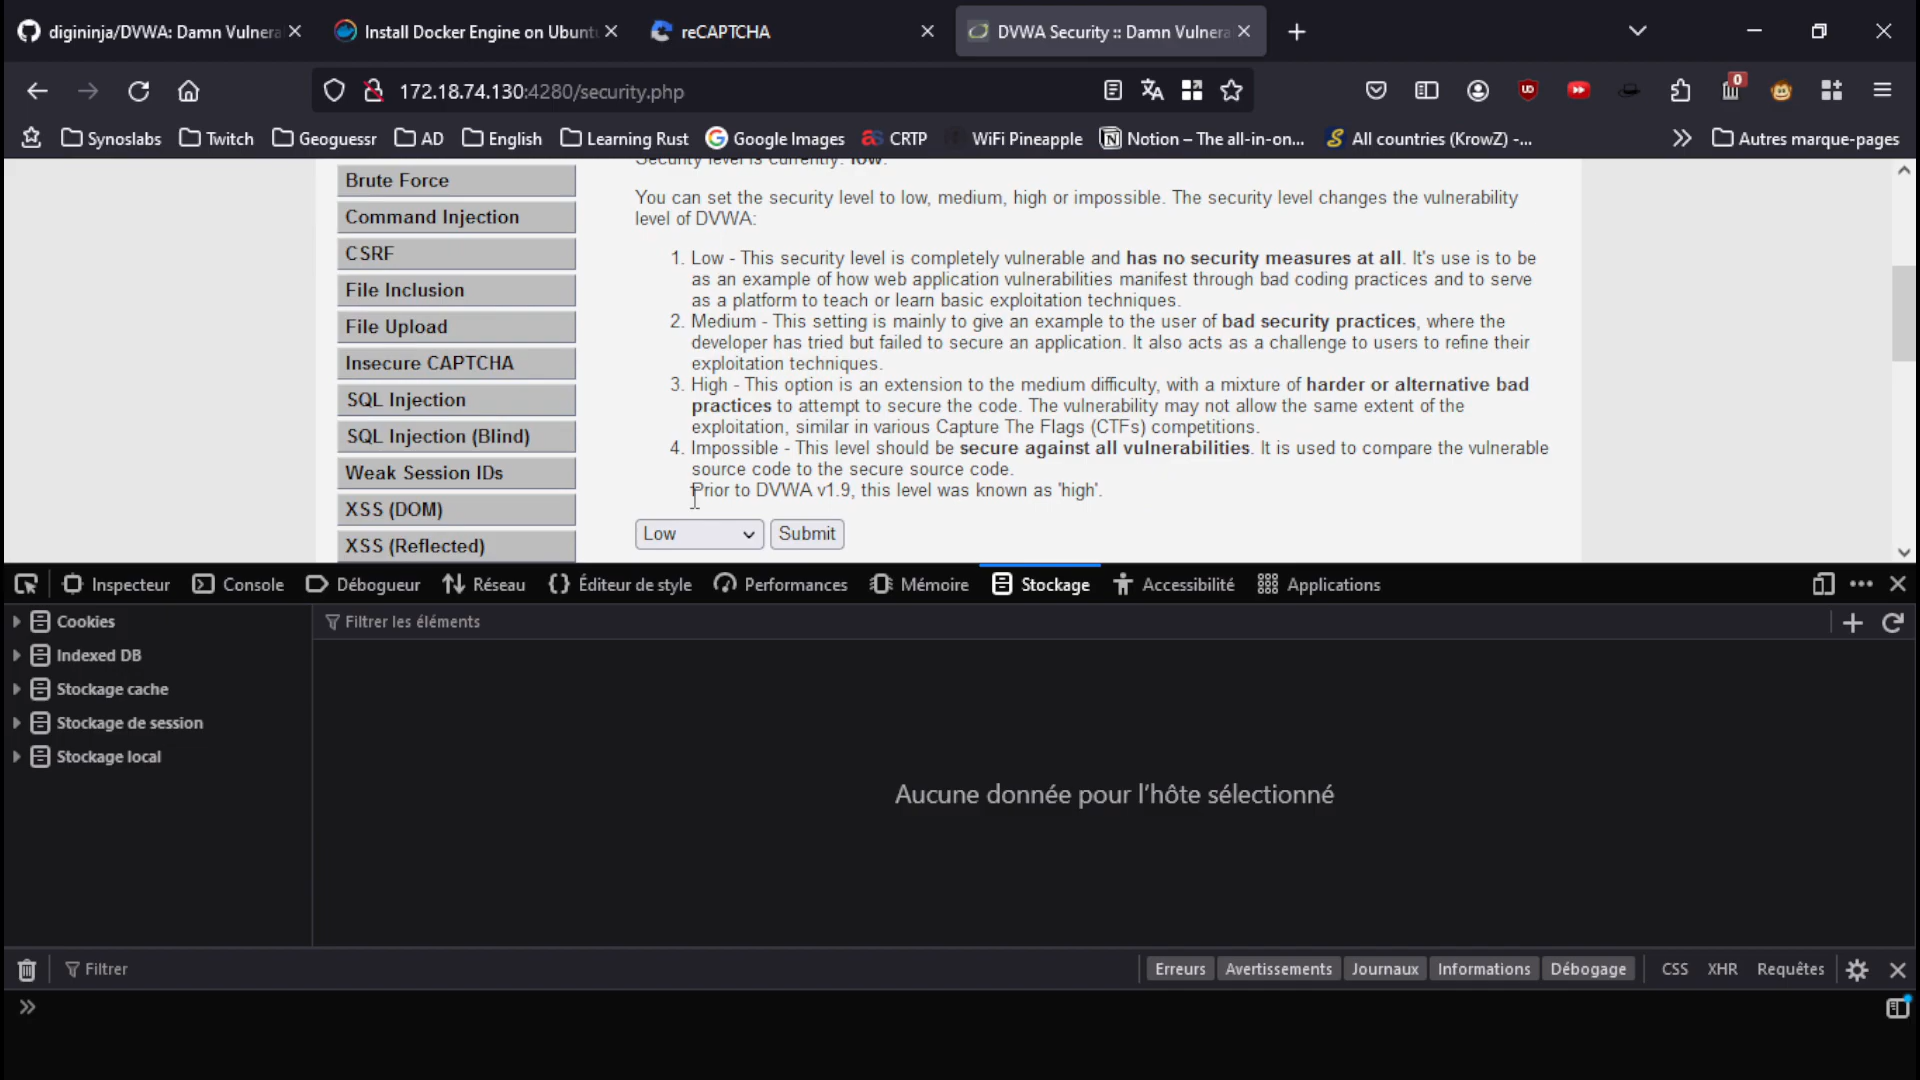 digininja/DVWA: Damn Vulnera
Install Docker Engine on Ubunt
reCAPTCHA
DVWA Security :: Damn Vulnera
172.18.74.130:4280/security.php
UD
0
Synoslabs
Twitch
Geoguessr
AD
English
Learning Rust
Google Images
CRTP
WiFi Pineapple
Notion – The all-in-on...
All countries (KrowZ) -...
Autres marque-pages
Security level is currently: low.
Brute Force
Command Injection
CSRF
File Inclusion
File Upload
Insecure CAPTCHA
SQL Injection
SQL Injection (Blind)
Weak Session IDs
XSS (DOM)
XSS (Reflected)
You can set the security level to low, medium, high or impossible. The security level changes the vulnerability
level of DVWA:
1. Low - This security level is completely vulnerable and has no security measures at all. It's use is to be
as an example of how web application vulnerabilities manifest through bad coding practices and to serve
as a platform to teach or learn basic exploitation techniques.
2. Medium - This setting is mainly to give an example to the user of bad security practices, where the
developer has tried but failed to secure an application. It also acts as a challenge to users to refine their
exploitation techniques.
3. High - This option is an extension to the medium difficulty, with a mixture of harder or alternative bad
practices to attempt to secure the code. The vulnerability may not allow the same extent of the
exploitation, similar in various Capture The Flags (CTFs) competitions.
4. Impossible - This level should be secure against all vulnerabilities. It is used to compare the vulnerable
source code to the secure source code.
Prior to DVWA v1.9, this level was known as 'high'.
Low
Submit
Inspecteur
Console
Débogueur
Réseau
Éditeur de style
Performances
Mémoire
Stockage
Accessibilité
Applications
Cookies
Indexed DB
Stockage cache
Stockage de session
Stockage local
Filtrer les éléments
Aucune donnée pour l'hôte sélectionné
Filtrer
Erreurs
Avertissements
Journaux
Informations
Débogage
CSS
XHR
Requêtes